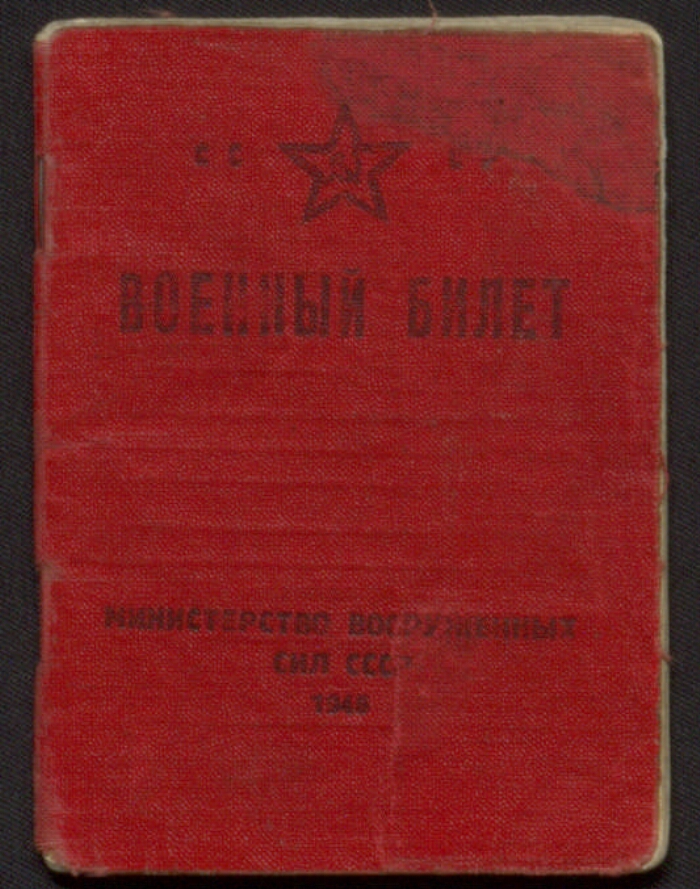 С С
ВОЕННЫЙ БИЛЕТ
МИНИСТЕРСТВО ВООРУЖЕННЫХ
СИЛ СССР